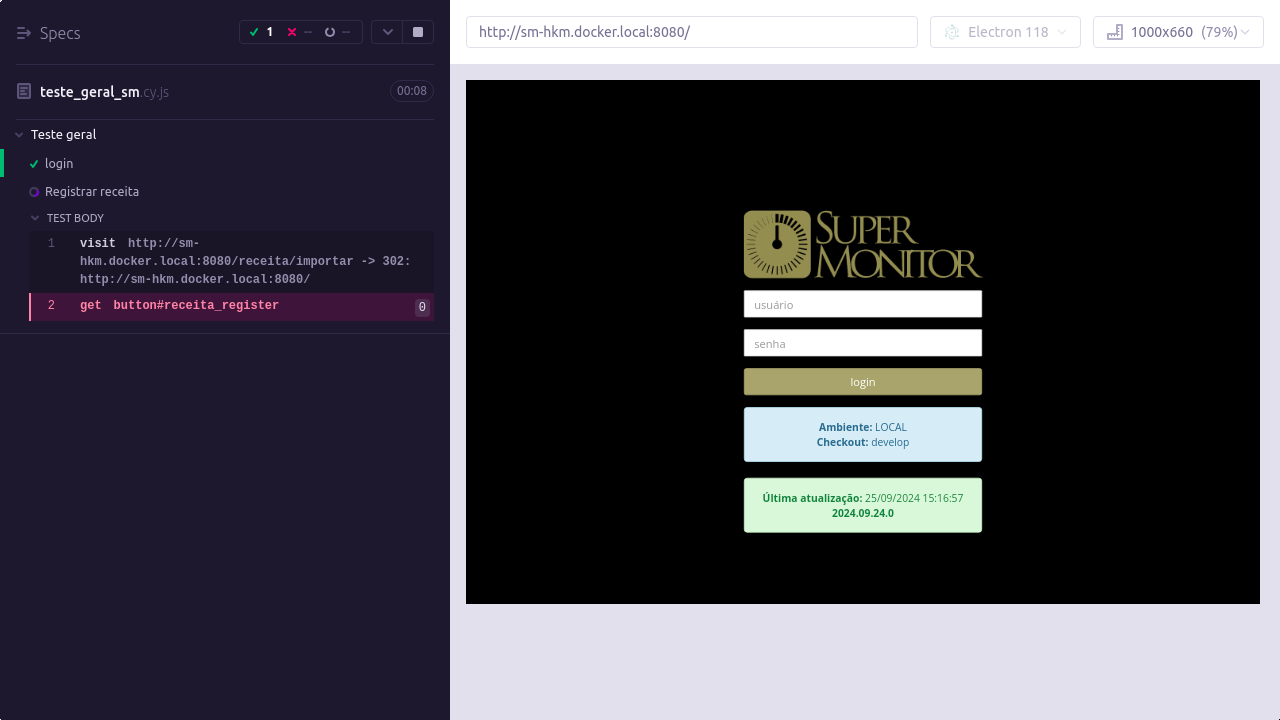 Specs
1
--
--
teste_geral_sm.cy.js
00:08
Teste geral
login
Registrar receita
TEST BODY
1 visit http://sm-
hkm.docker.local:8080/receita/importar -> 302:
http://sm-hkm.docker.local:8080/
2 get button#receita_register 0
http://sm-hkm.docker.local:8080/
Electron 118
1000x660 (79%)
SUPER
MONITOR
usuário
senha
login
Ambiente: LOCAL
Checkout: develop
Última atualização: 25/09/2024 15:16:57
2024.09.24.0